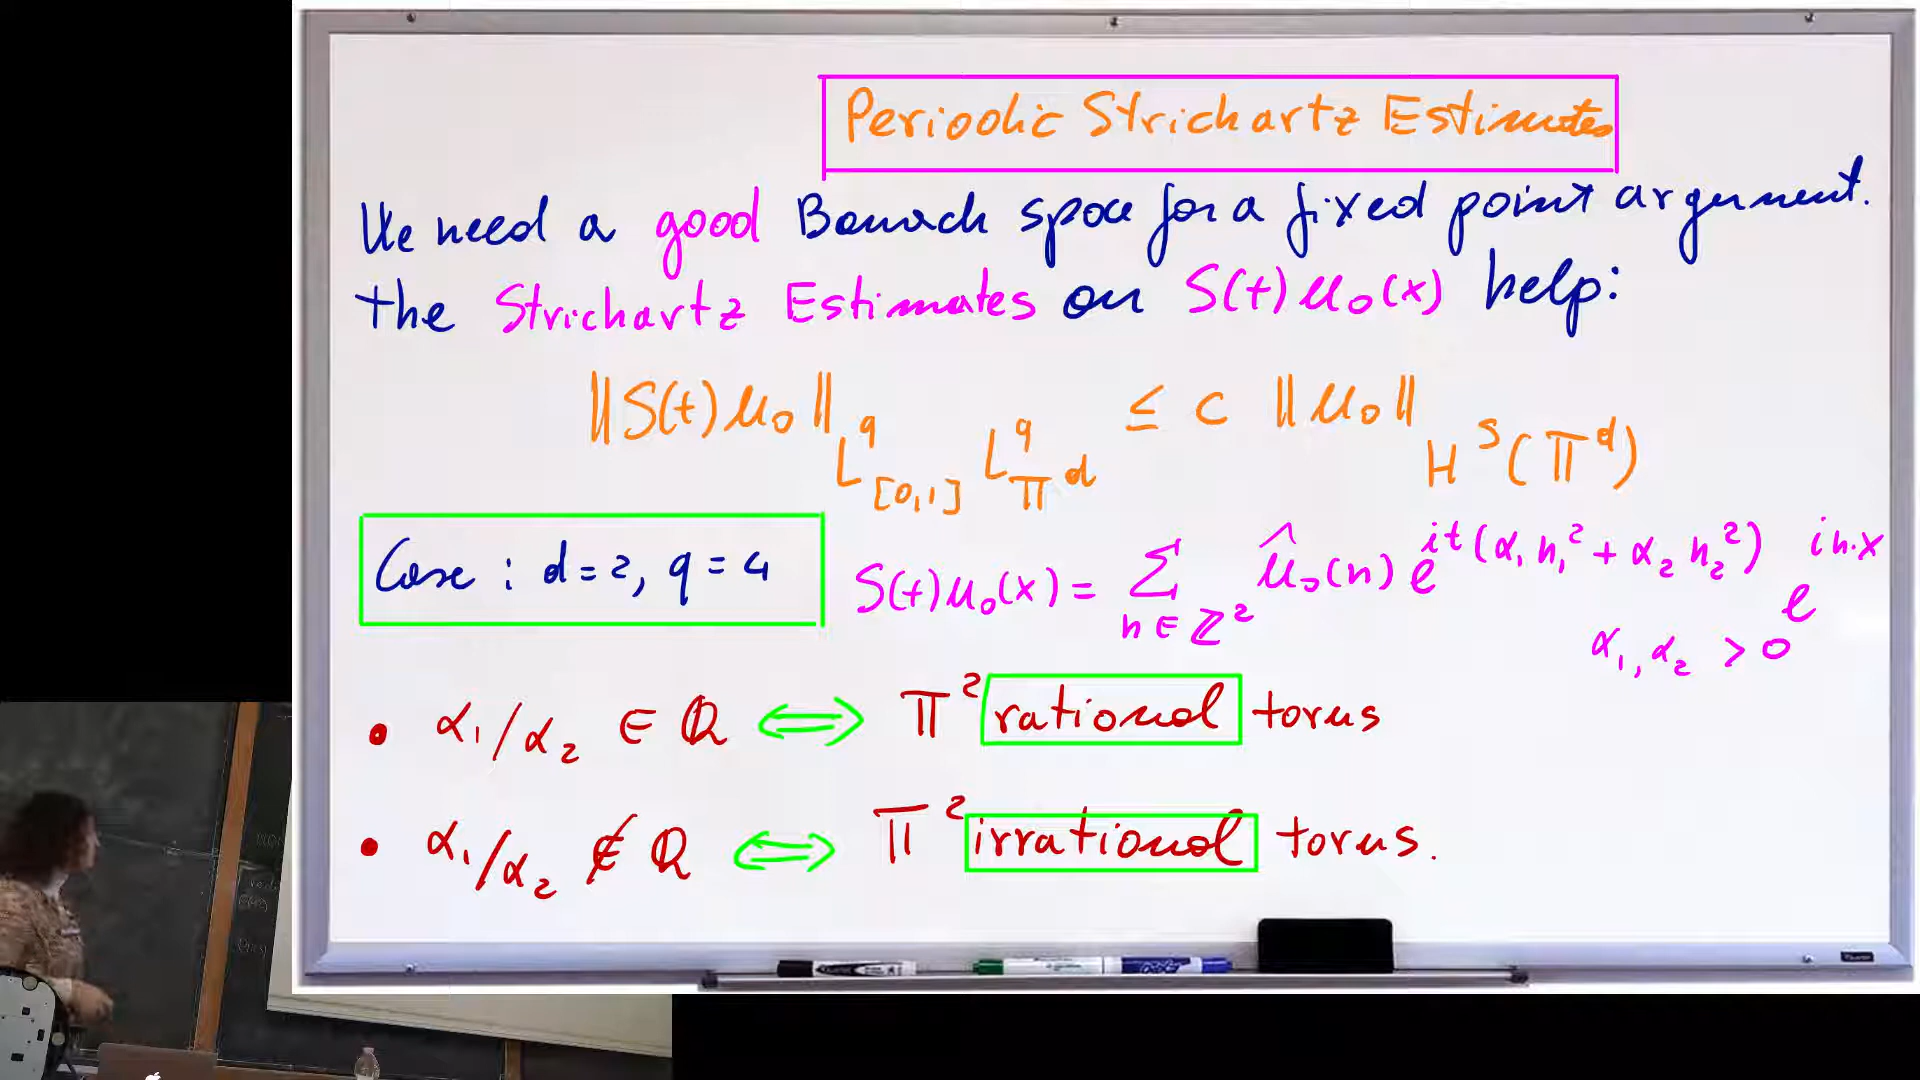 Periodic Strichartz Estimates
We need a good Banach space for a fixed point argument.
the Strichartz Estimates on S(t)u₀(x) help:
‖S(t)u₀‖ L^q_[0,1] L^q_𝕋^d ≤ C ‖u₀‖ H^s(𝕋^d)
Case : d=2, q=4 S(t)u₀(x) = Σ_{n∈ℤ²} û₀(n) e^{it(α₁n₁²+α₂n₂²)} e^{in·x}
α₁,α₂ > 0
• α₁/α₂ ∈ ℚ ⟺ 𝕋² rational torus
• α₁/α₂ ∉ ℚ ⟺ 𝕋² irrational torus.